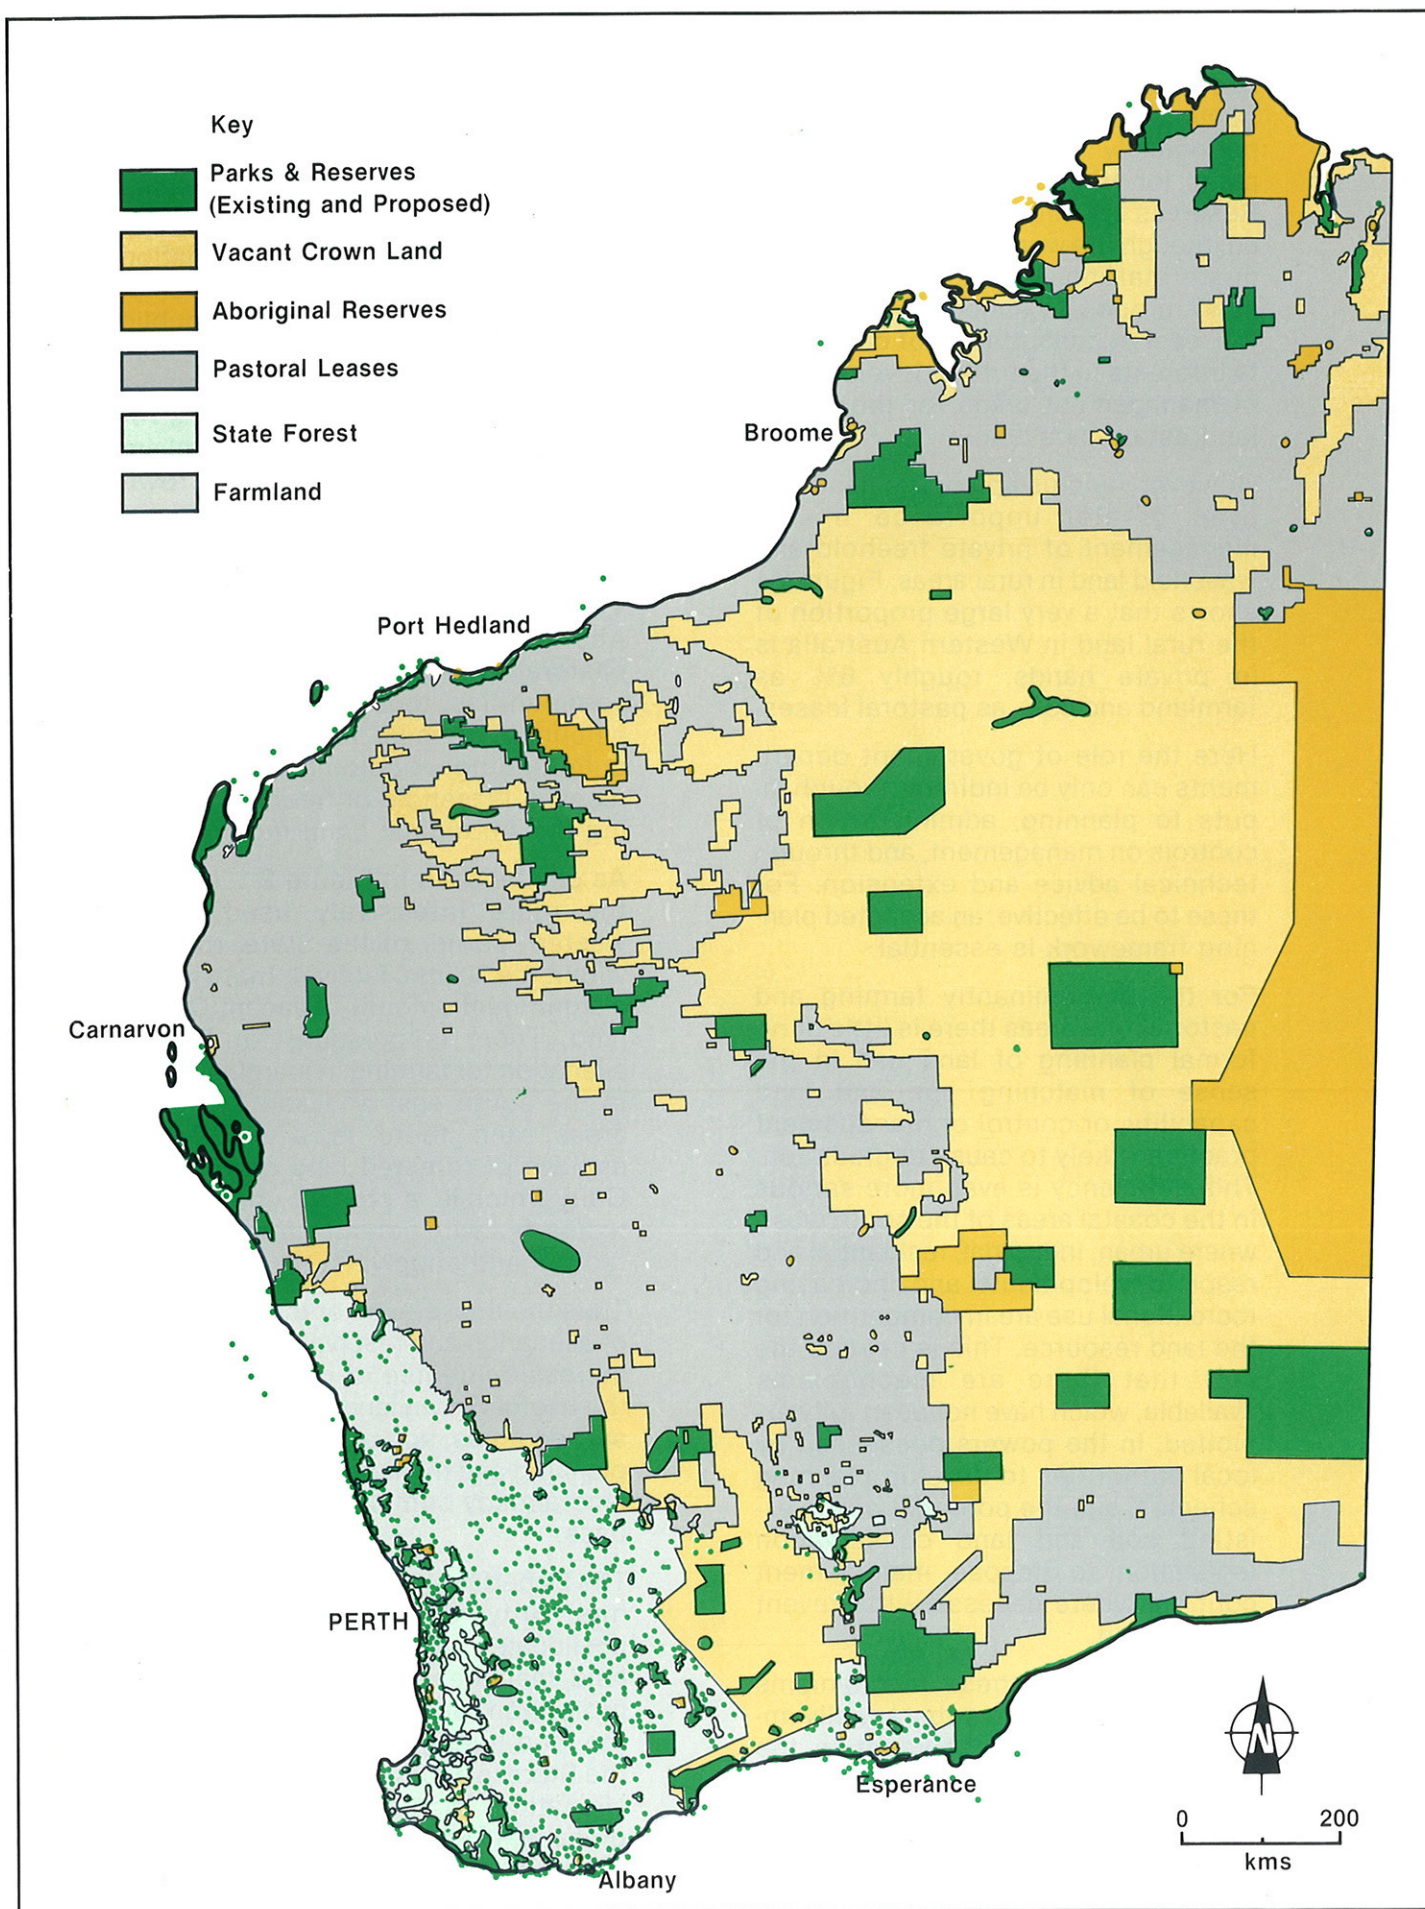 Key
Parks & Reserves
(Existing and Proposed)
Vacant Crown Land
Aboriginal Reserves
Pastoral Leases
State Forest
Farmland
Broome
Port Hedland
Carnarvon
PERTH
Esperance
Albany
N
0 200
kms